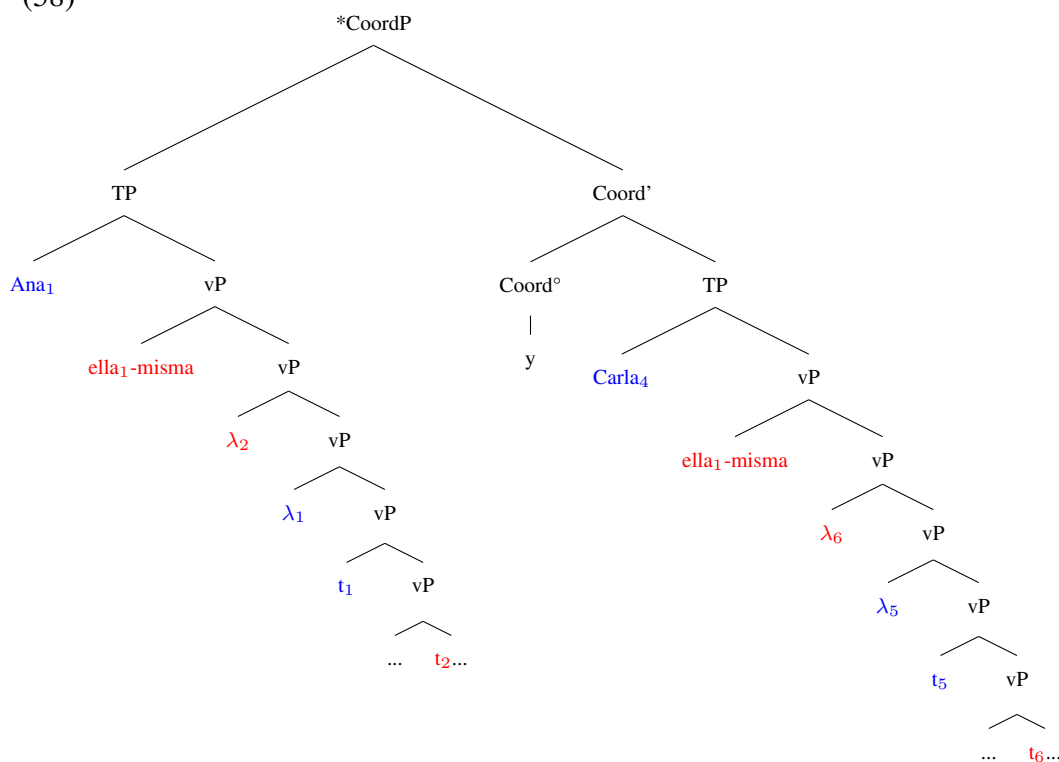 (58)
*CoordP
TP Coord’
Ana₁ vP Coord° TP
ella₁-misma vP y Carla₄ vP
λ₂ vP ella₁-misma vP
λ₁ vP λ₆ vP
t₁ vP λ₅ vP
... t₂... t₅ vP
... t₆...